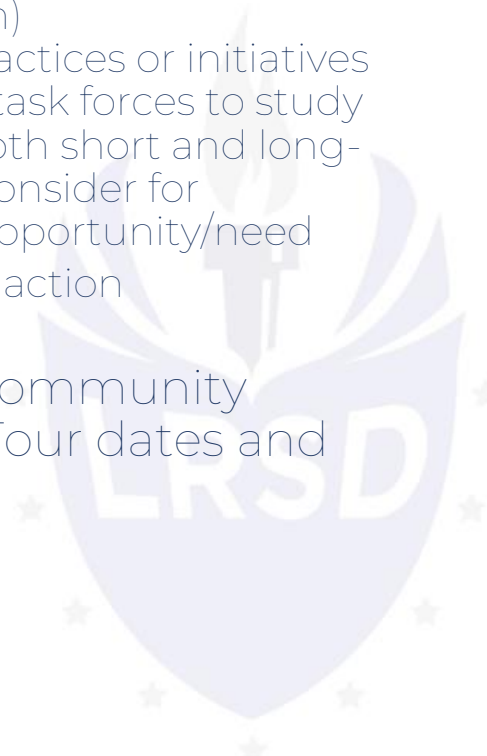 n)
actices or initiatives
task forces to study
oth short and long-
onsider for
pportunity/need
action
ommunity
Tour dates and
LRSD